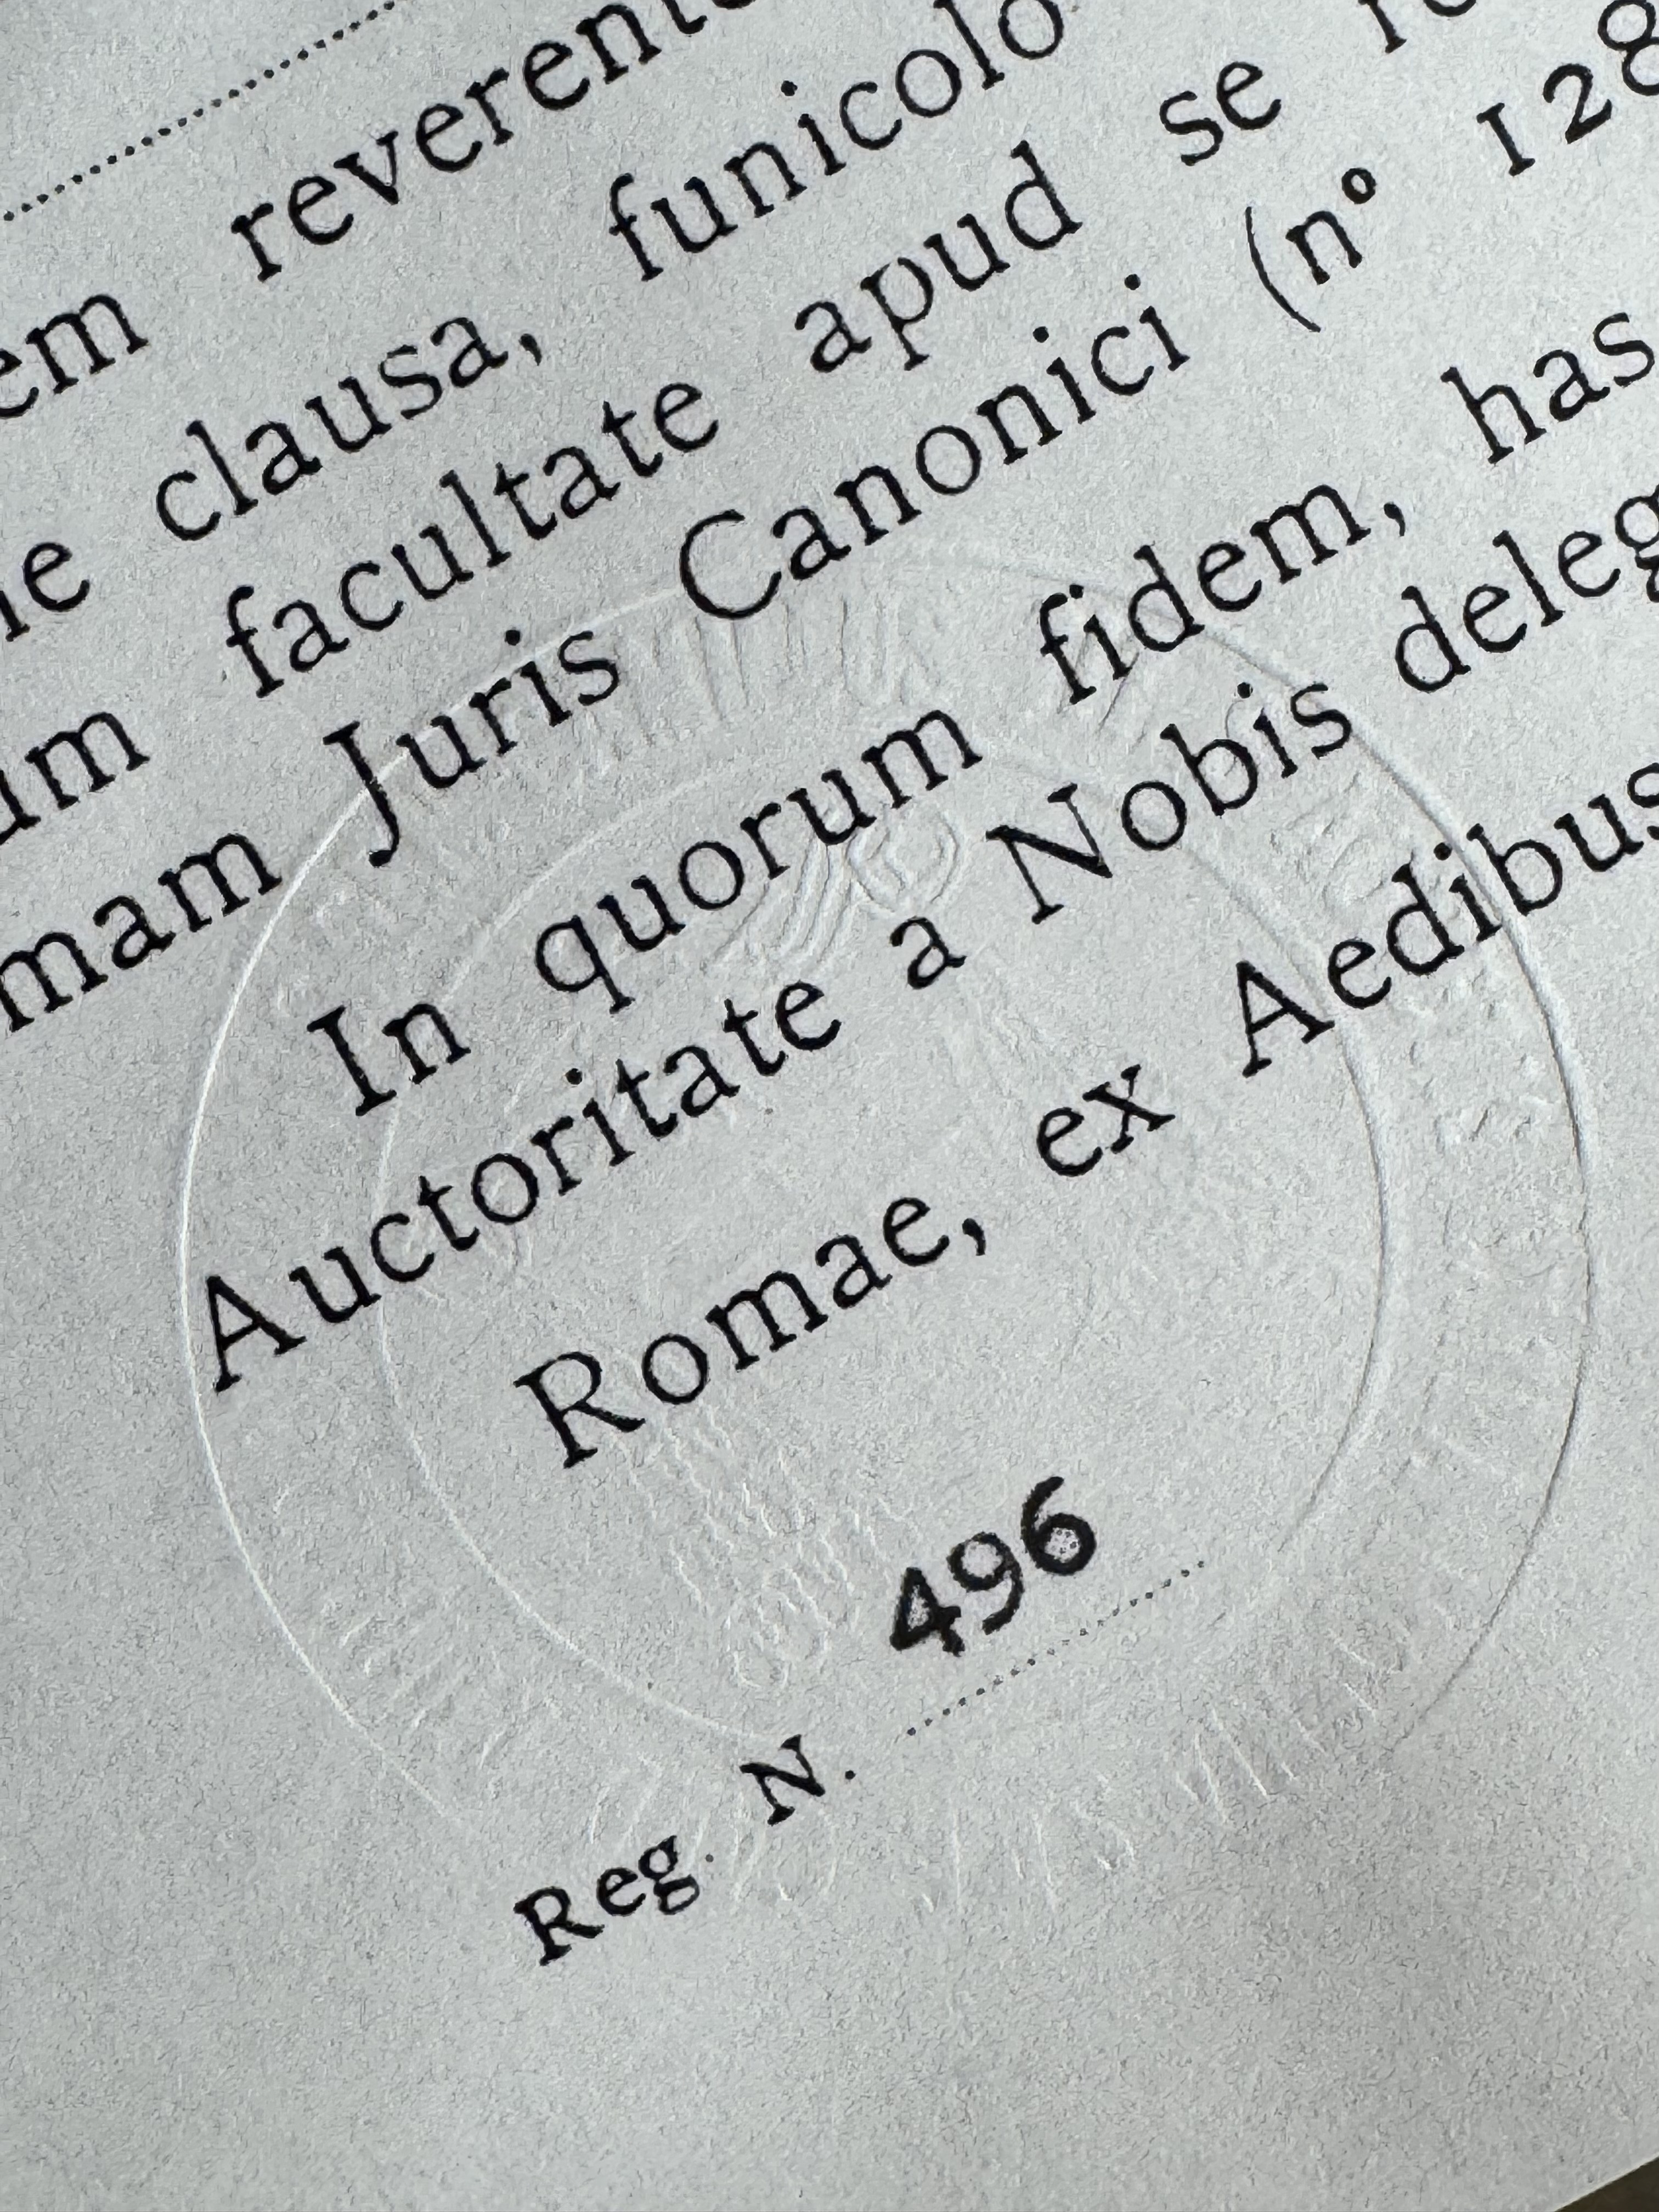 reverent
em clausa, funicolo
facultate apud se
um Juris Canonici (n° 128
mam
In quorum fidem, has
Auctoritate a Nobis deleg
Romae, ex Aedibus
Reg. N. 496